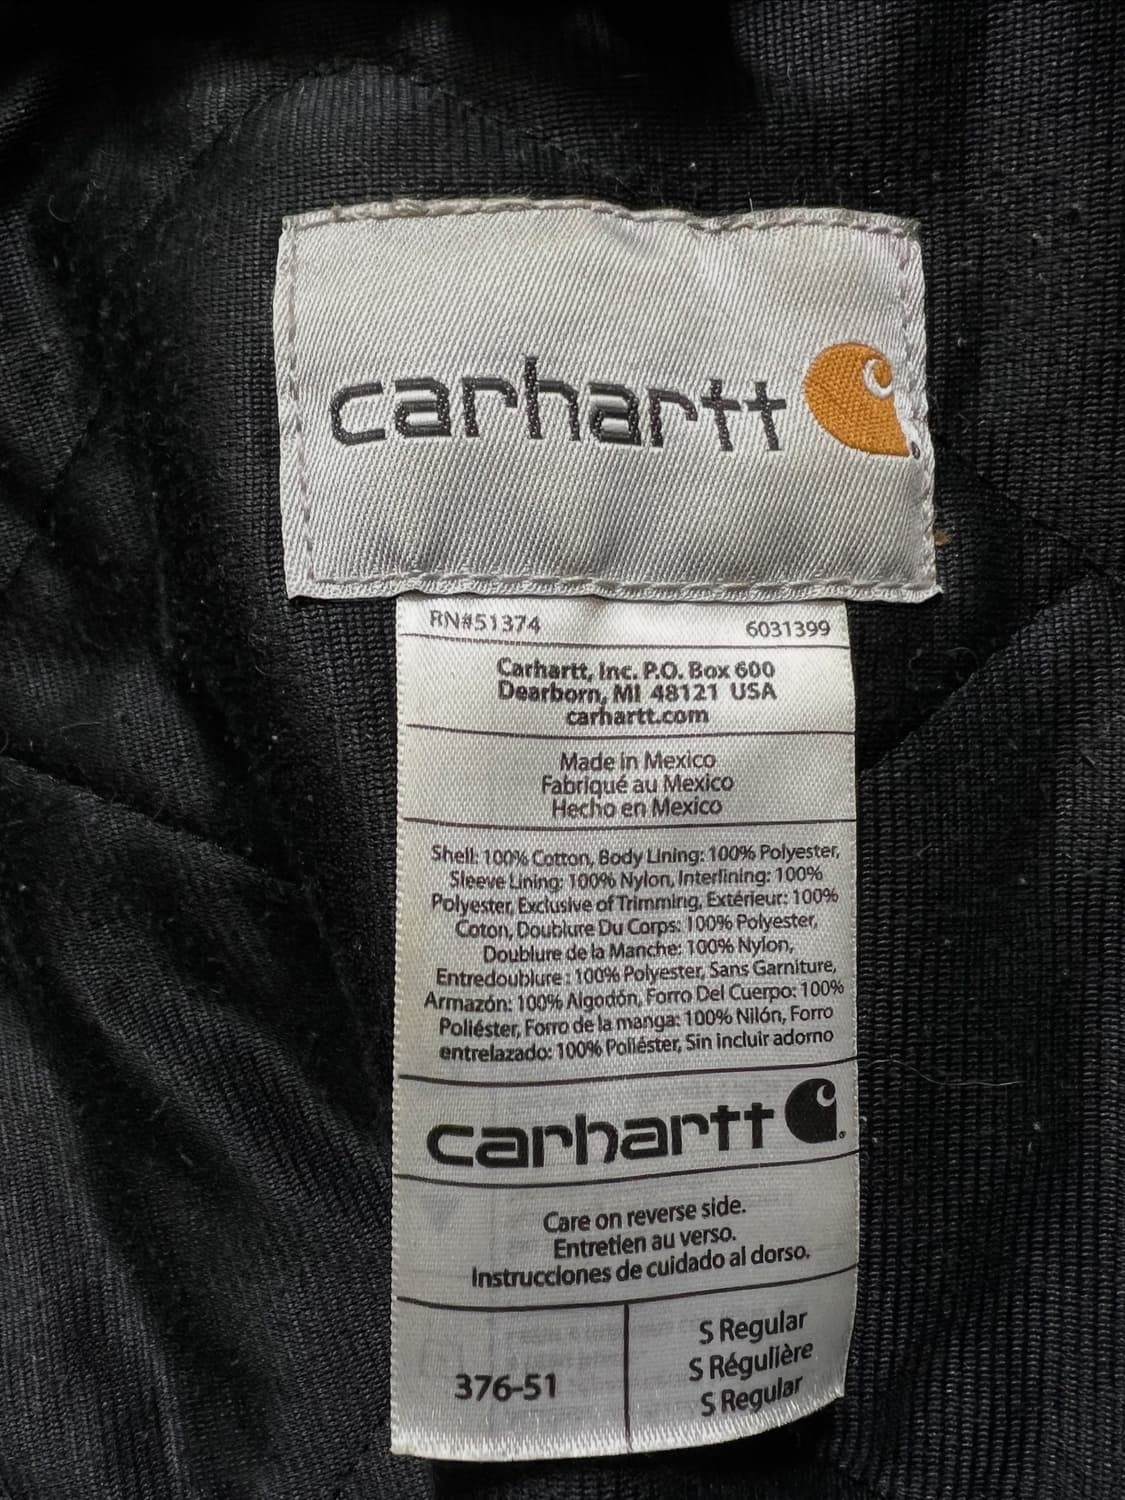 carhartt
RN#51374 6031399
Carhartt, Inc. P.O. Box 600
Dearborn, MI 48121 USA
carhartt.com
Made in Mexico
Fabriqué au Mexico
Hecho en Mexico
Shell: 100% Cotton, Body Lining: 100% Polyester,
Sleeve Lining: 100% Nylon, Interlining: 100%
Polyester, Exclusive of Trimming, Extérieur: 100%
Coton, Doublure Du Corps: 100% Polyester,
Doublure de la Manche: 100% Nylon,
Entredoublure : 100% Polyester, Sans Garniture,
Armazón: 100% Algodón, Forro Del Cuerpo: 100%
Poliéster, Forro de la manga: 100% Nilón, Forro
entrelazado: 100% Poliéster, Sin incluir adorno
carhartt
Care on reverse side.
Entretien au verso.
Instrucciones de cuidado al dorso.
376-51
S Regular
S Régulière
S Regular